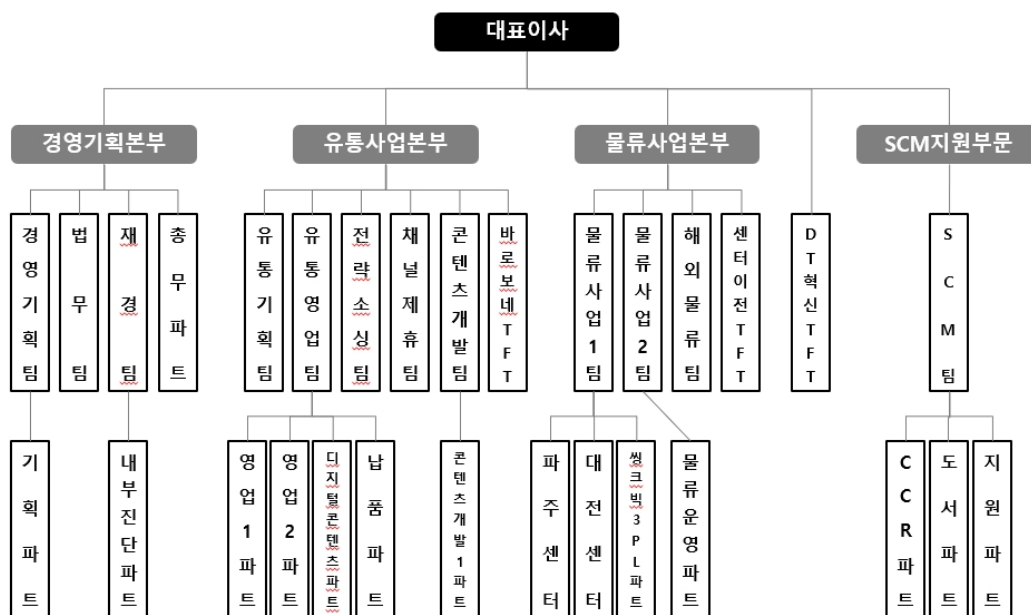 대표이사
경영기획본부
유통사업본부
물류사업본부
SCM지원부문
경영기획팀
법무팀
재경팀
총무파트
유통기획팀
유통영업팀
전략소싱팀
채널제휴팀
콘텐츠개발팀
바로보네TFT
물류사업1팀
물류사업2팀
해외물류팀
센터이전TFT
DT혁신TFT
SCM팀
기획파트
내부진단파트
영업1파트
영업2파트
디지털콘텐츠파트
납품파트
콘텐츠개발1파트
파주센터
대전센터
씽크빅3PL파트
물류운영파트
CCR파트
도서파트
지원파트